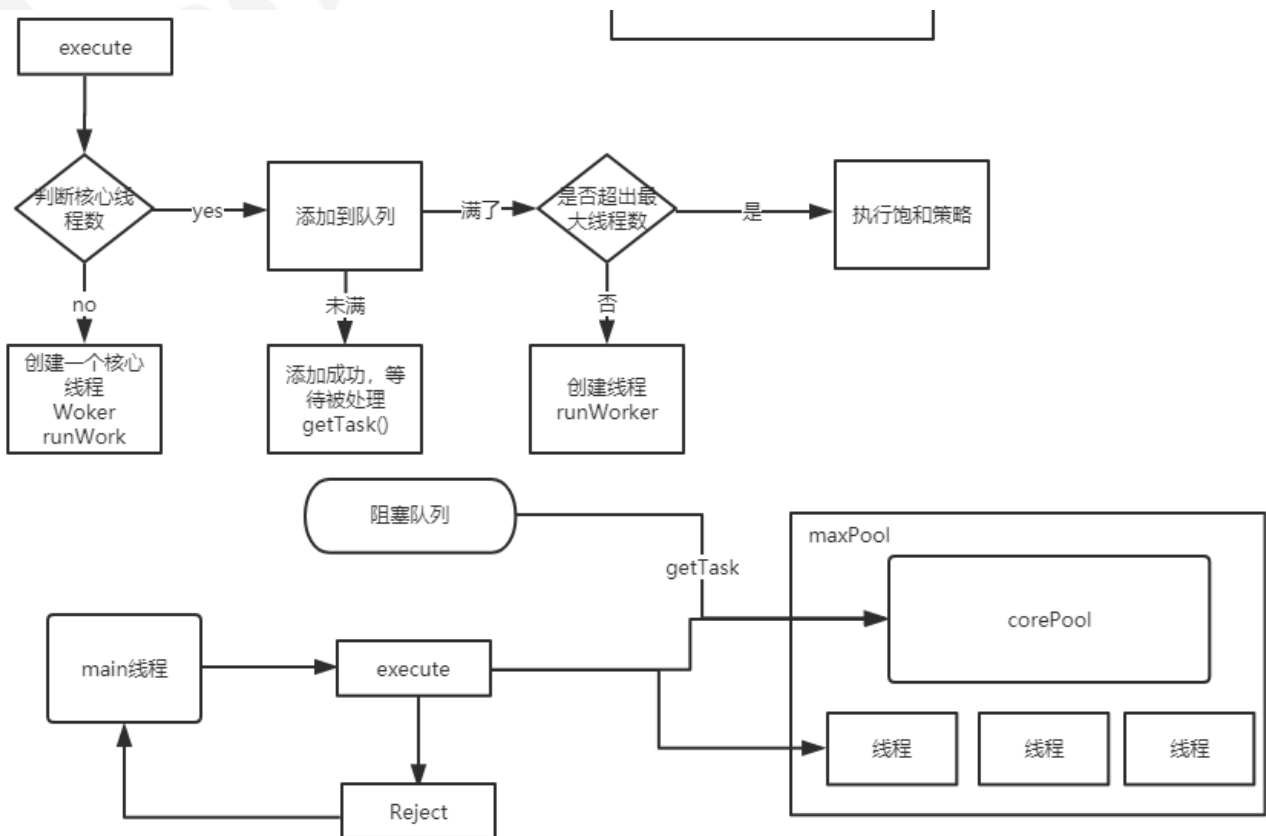 execute
判断核心线
程数
yes
添加到队列
满了
是否超出最
大线程数
是
执行饱和策略
no
未满
否
创建一个核心
线程
Woker
runWork
添加成功，等
待被处理
getTask()
创建线程
runWorker
阻塞队列
maxPool
getTask
corePool
main线程
execute
线程
线程
线程
Reject